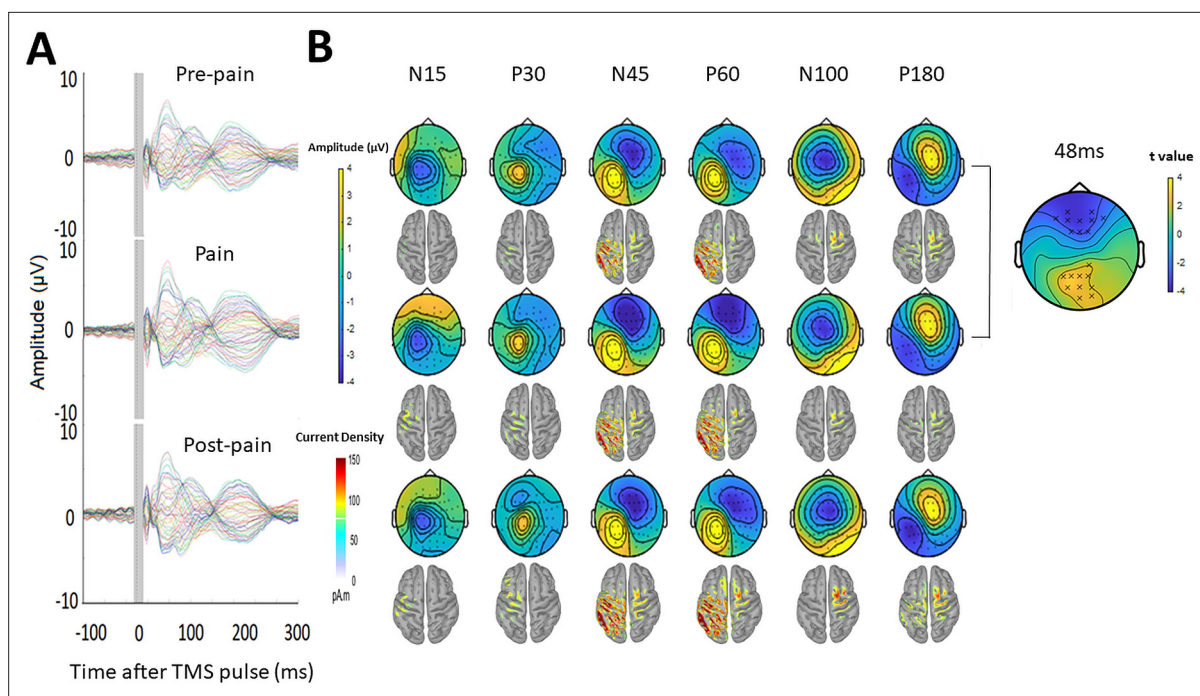 A
B
Pre-pain
N15
P30
N45
P60
N100
P180
10
0
-10
Amplitude (µV)
4
3
2
1
0
-1
-2
-3
-4
48ms
t value
4
2
0
-2
-4
Pain
10
0
-10
Amplitude (µV)
Post-pain
10
0
-10
Current Density
150
100
50
0
pA.m
-100
0
100
200
300
Time after TMS pulse (ms)